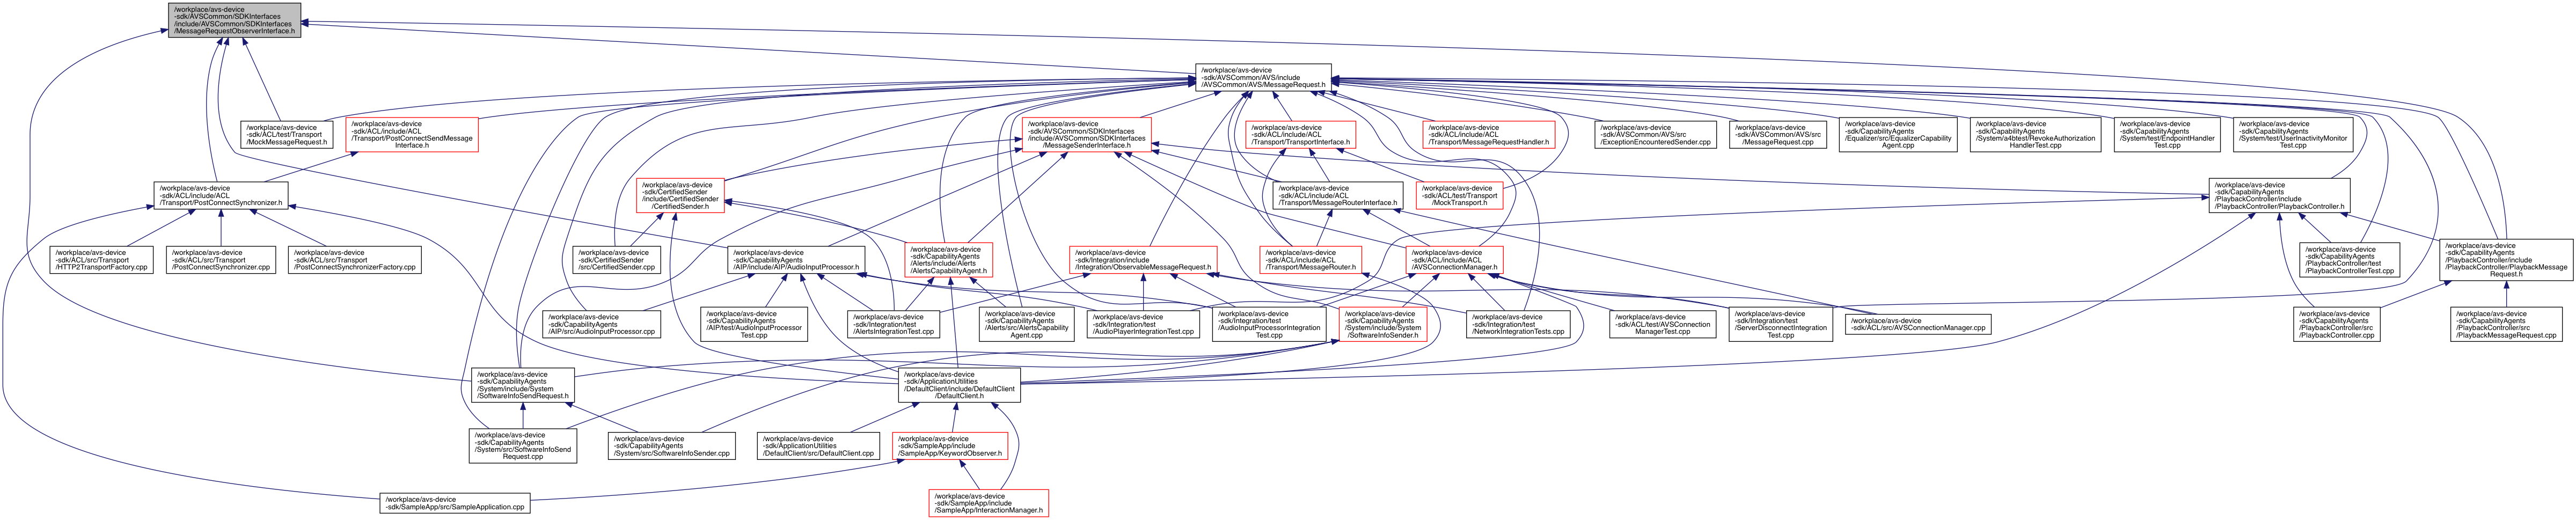 /workplace/avs-device
-sdk/AVSCommon/SDKInterfaces
/include/AVSCommon/SDKInterfaces
/MessageRequestObserverInterface.h
/workplace/avs-device
-sdk/AVSCommon/AVS/include
/AVSCommon/AVS/MessageRequest.h
/workplace/avs-device
-sdk/ACL/test/Transport
/MockMessageRequest.h
/workplace/avs-device
-sdk/ACL/include/ACL
/Transport/PostConnectSendMessage
Interface.h
/workplace/avs-device
-sdk/AVSCommon/SDKInterfaces
/include/AVSCommon/SDKInterfaces
/MessageSenderInterface.h
/workplace/avs-device
-sdk/ACL/include/ACL
/Transport/TransportInterface.h
/workplace/avs-device
-sdk/ACL/include/ACL
/Transport/MessageRequestHandler.h
/workplace/avs-device
-sdk/AVSCommon/AVS/src
/ExceptionEncounteredSender.cpp
/workplace/avs-device
-sdk/AVSCommon/AVS/src
/MessageRequest.cpp
/workplace/avs-device
-sdk/CapabilityAgents
/Equalizer/src/EqualizerCapability
Agent.cpp
/workplace/avs-device
-sdk/CapabilityAgents
/System/a4btest/RevokeAuthorization
HandlerTest.cpp
/workplace/avs-device
-sdk/CapabilityAgents
/System/test/EndpointHandler
Test.cpp
/workplace/avs-device
-sdk/CapabilityAgents
/System/test/UserInactivityMonitor
Test.cpp
/workplace/avs-device
-sdk/ACL/include/ACL
/Transport/PostConnectSynchronizer.h
/workplace/avs-device
-sdk/CertifiedSender
/include/CertifiedSender
/CertifiedSender.h
/workplace/avs-device
-sdk/ACL/include/ACL
/Transport/MessageRouterInterface.h
/workplace/avs-device
-sdk/ACL/test/Transport
/MockTransport.h
/workplace/avs-device
-sdk/CapabilityAgents
/PlaybackController/include
/PlaybackController/PlaybackController.h
/workplace/avs-device
-sdk/ACL/src/Transport
/HTTP2TransportFactory.cpp
/workplace/avs-device
-sdk/ACL/src/Transport
/PostConnectSynchronizer.cpp
/workplace/avs-device
-sdk/ACL/src/Transport
/PostConnectSynchronizerFactory.cpp
/workplace/avs-device
-sdk/CertifiedSender
/src/CertifiedSender.cpp
/workplace/avs-device
-sdk/CapabilityAgents
/AIP/include/AIP/AudioInputProcessor.h
/workplace/avs-device
-sdk/CapabilityAgents
/Alerts/include/Alerts
/AlertsCapabilityAgent.h
/workplace/avs-device
-sdk/Integration/include
/Integration/ObservableMessageRequest.h
/workplace/avs-device
-sdk/ACL/include/ACL
/Transport/MessageRouter.h
/workplace/avs-device
-sdk/ACL/include/ACL
/AVSConnectionManager.h
/workplace/avs-device
-sdk/CapabilityAgents
/PlaybackController/test
/PlaybackControllerTest.cpp
/workplace/avs-device
-sdk/CapabilityAgents
/PlaybackController/include
/PlaybackController/PlaybackMessage
Request.h
/workplace/avs-device
-sdk/CapabilityAgents
/AIP/src/AudioInputProcessor.cpp
/workplace/avs-device
-sdk/CapabilityAgents
/AIP/test/AudioInputProcessor
Test.cpp
/workplace/avs-device
-sdk/Integration/test
/AlertsIntegrationTest.cpp
/workplace/avs-device
-sdk/CapabilityAgents
/Alerts/src/AlertsCapability
Agent.cpp
/workplace/avs-device
-sdk/Integration/test
/AudioPlayerIntegrationTest.cpp
/workplace/avs-device
-sdk/Integration/test
/AudioInputProcessorIntegration
Test.cpp
/workplace/avs-device
-sdk/CapabilityAgents
/System/include/System
/SoftwareInfoSender.h
/workplace/avs-device
-sdk/Integration/test
/NetworkIntegrationTests.cpp
/workplace/avs-device
-sdk/ACL/test/AVSConnection
ManagerTest.cpp
/workplace/avs-device
-sdk/Integration/test
/ServerDisconnectIntegration
Test.cpp
/workplace/avs-device
-sdk/ACL/src/AVSConnectionManager.cpp
/workplace/avs-device
-sdk/CapabilityAgents
/PlaybackController/src
/PlaybackController.cpp
/workplace/avs-device
-sdk/CapabilityAgents
/PlaybackController/src
/PlaybackMessageRequest.cpp
/workplace/avs-device
-sdk/CapabilityAgents
/System/include/System
/SoftwareInfoSendRequest.h
/workplace/avs-device
-sdk/ApplicationUtilities
/DefaultClient/include/DefaultClient
/DefaultClient.h
/workplace/avs-device
-sdk/CapabilityAgents
/System/src/SoftwareInfoSend
Request.cpp
/workplace/avs-device
-sdk/CapabilityAgents
/System/src/SoftwareInfoSender.cpp
/workplace/avs-device
-sdk/ApplicationUtilities
/DefaultClient/src/DefaultClient.cpp
/workplace/avs-device
-sdk/SampleApp/include
/SampleApp/KeywordObserver.h
/workplace/avs-device
-sdk/SampleApp/src/SampleApplication.cpp
/workplace/avs-device
-sdk/SampleApp/include
/SampleApp/InteractionManager.h